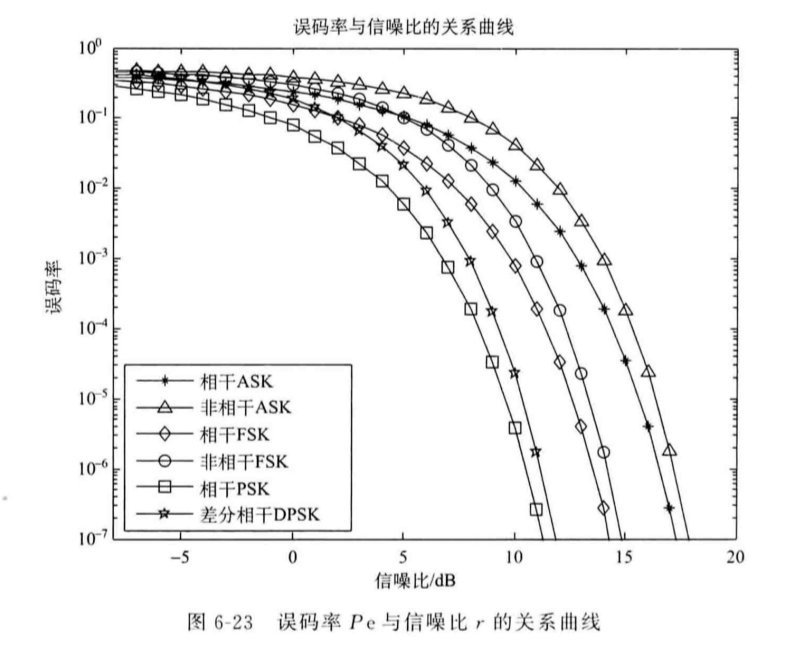 误码率与信噪比的关系曲线
10⁰
10⁻¹
10⁻²
10⁻³
10⁻⁴
10⁻⁵
10⁻⁶
10⁻⁷
误码率
相干ASK
非相干ASK
相干FSK
非相干FSK
相干PSK
差分相干DPSK
−5 0 5 10 15 20
信噪比/dB
图 6-23 误码率 Pe 与信噪比 r 的关系曲线